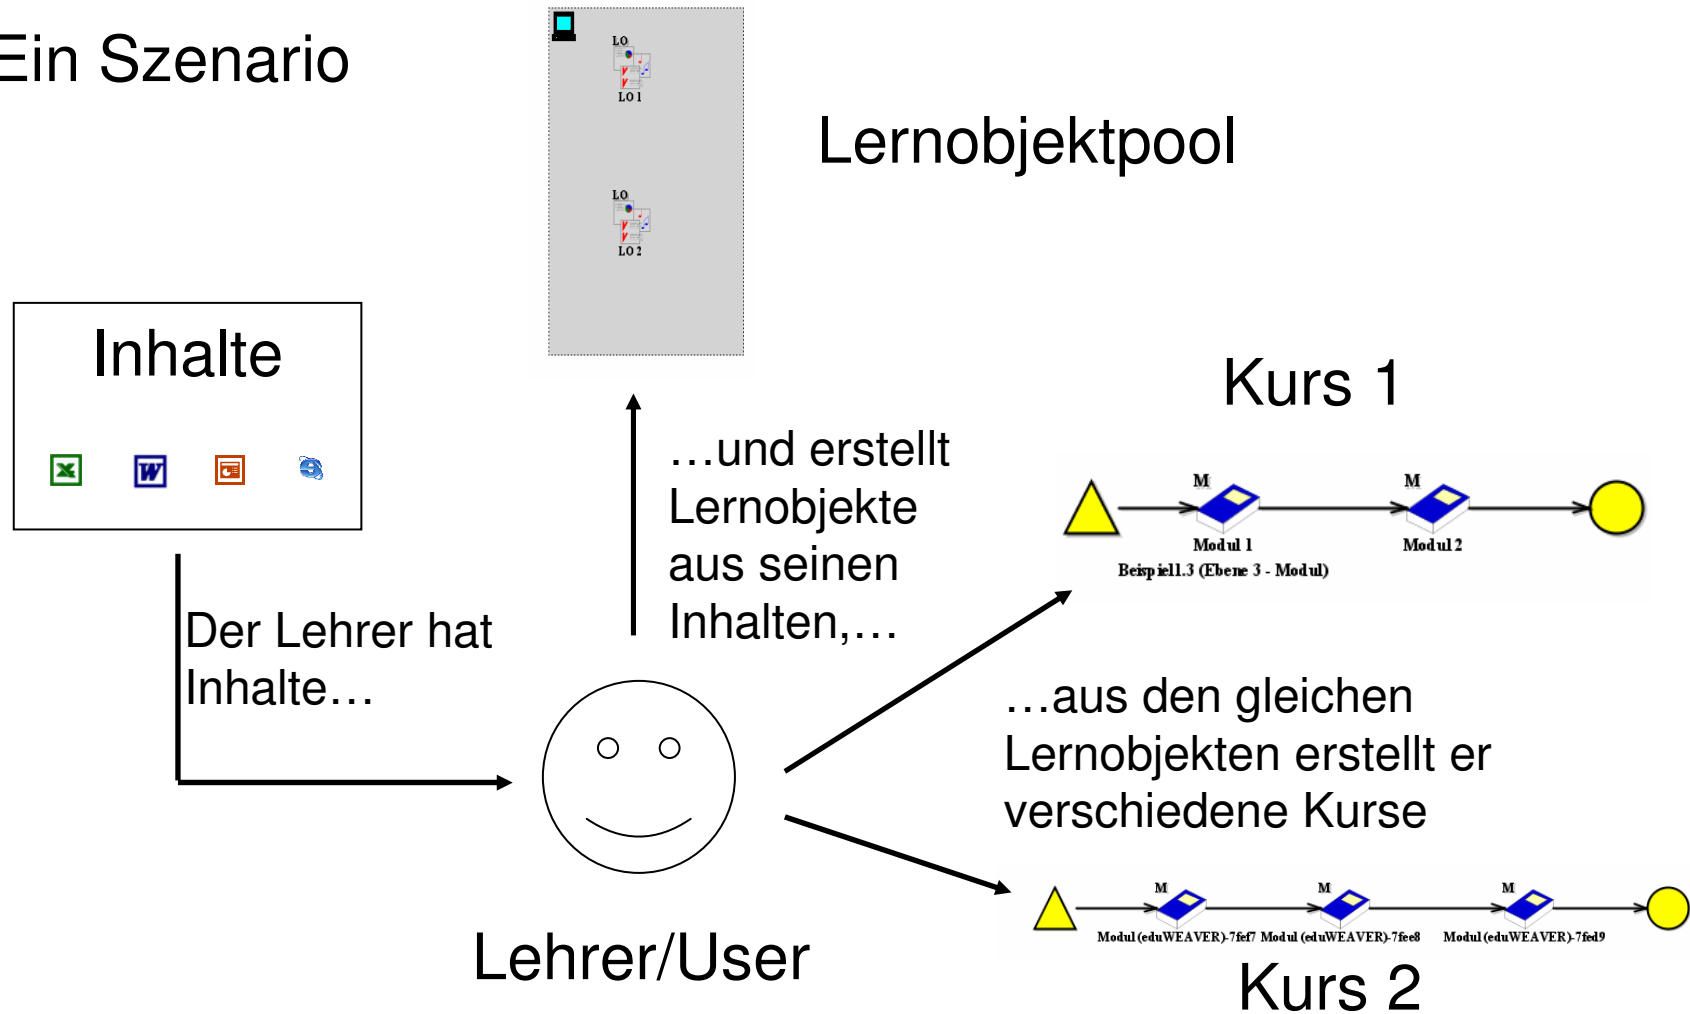 Ein Szenario
LO
LO 1
LO
LO 2
Lernobjektpool
Inhalte
W
Der Lehrer hat
Inhalte…
…und erstellt
Lernobjekte
aus seinen
Inhalten,…
Kurs 1
M
M
Modul 1
Modul 2
Beispiel1.3 (Ebene 3 - Modul)
…aus den gleichen
Lernobjekten erstellt er
verschiedene Kurse
M
M
M
Modul (eduWEAVER)-7fef7
Modul (eduWEAVER)-7fee8
Modul (eduWEAVER)-7fed9
Kurs 2
Lehrer/User